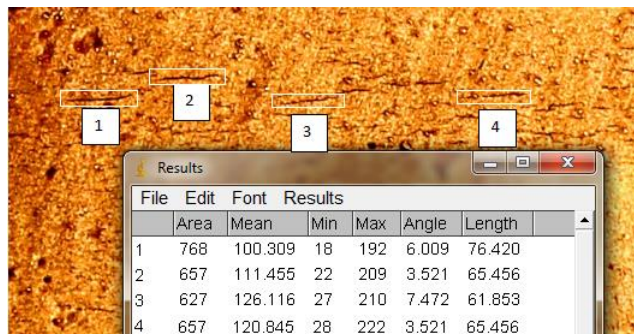 2
1
3
4
Results
File Edit Font Results
Area Mean Min Max Angle Length
1 768 100.309 18 192 6.009 76.420
2 657 111.455 22 209 3.521 65.456
3 627 126.116 27 210 7.472 61.853
4 657 120.845 28 222 3.521 65.456